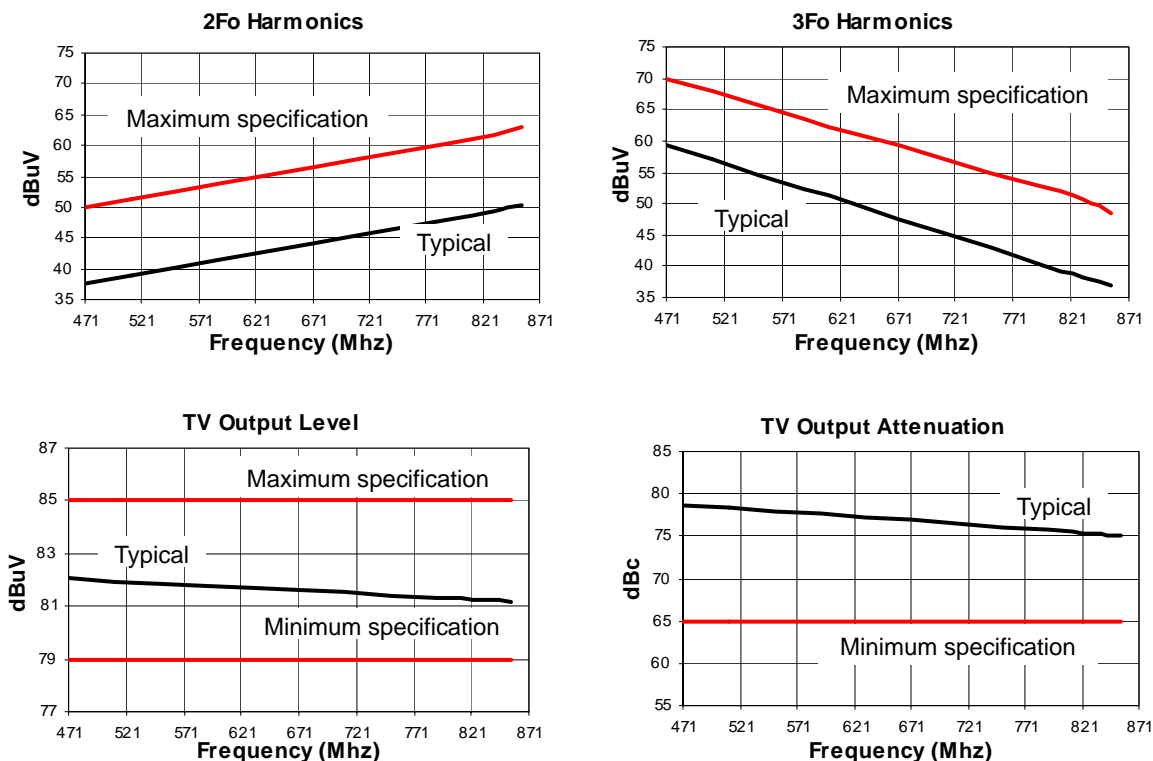 2Fo Harmonics
75
70
65
60
55
50
45
40
35
dBuV
Maximum specification
Typical
471 521 571 621 671 721 771 821 871
Frequency (Mhz)
3Fo Harmonics
75
70
65
60
55
50
45
40
35
dBuV
Maximum specification
Typical
471 521 571 621 671 721 771 821 871
Frequency (Mhz)
TV Output Level
87
85
83
81
79
77
dBuV
Maximum specification
Typical
Minimum specification
471 521 571 621 671 721 771 821 871
Frequency (Mhz)
TV Output Attenuation
85
80
75
70
65
60
55
dBc
Typical
Minimum specification
471 521 571 621 671 721 771 821 871
Frequency (Mhz)